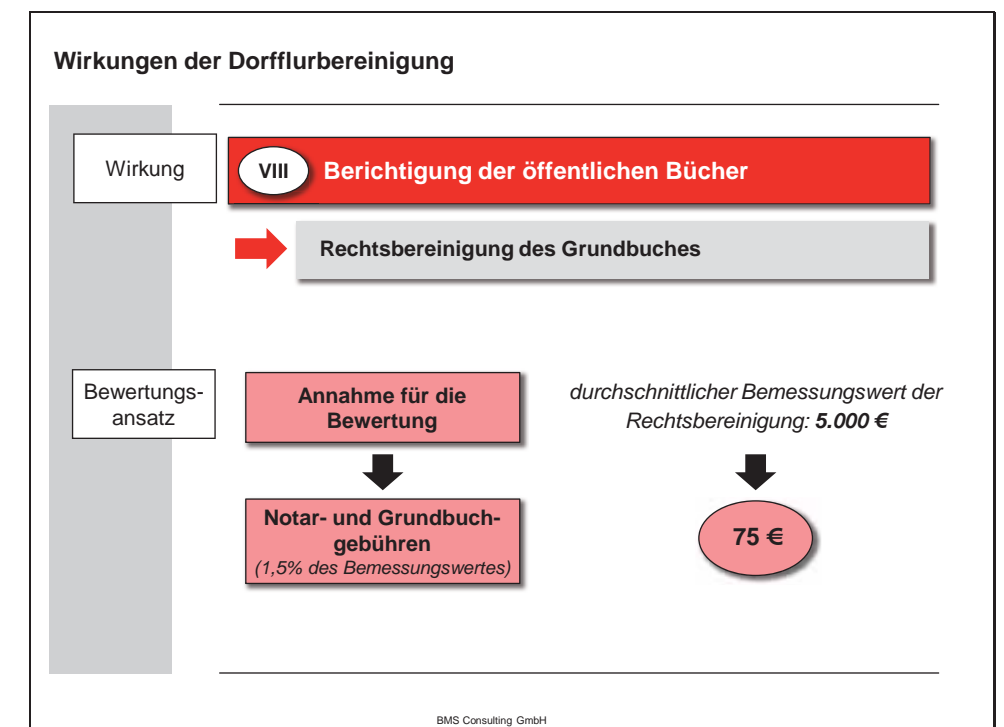 Wirkungen der Dorfflurbereinigung
Wirkung
VIII Berichtigung der öffentlichen Bücher
Rechtsbereinigung des Grundbuches
Bewertungs-
ansatz
Annahme für die
Bewertung
durchschnittlicher Bemessungswert der
Rechtsbereinigung: 5.000 €
Notar- und Grundbuch-
gebühren
(1,5% des Bemessungswertes)
75 €
BMS Consulting GmbH